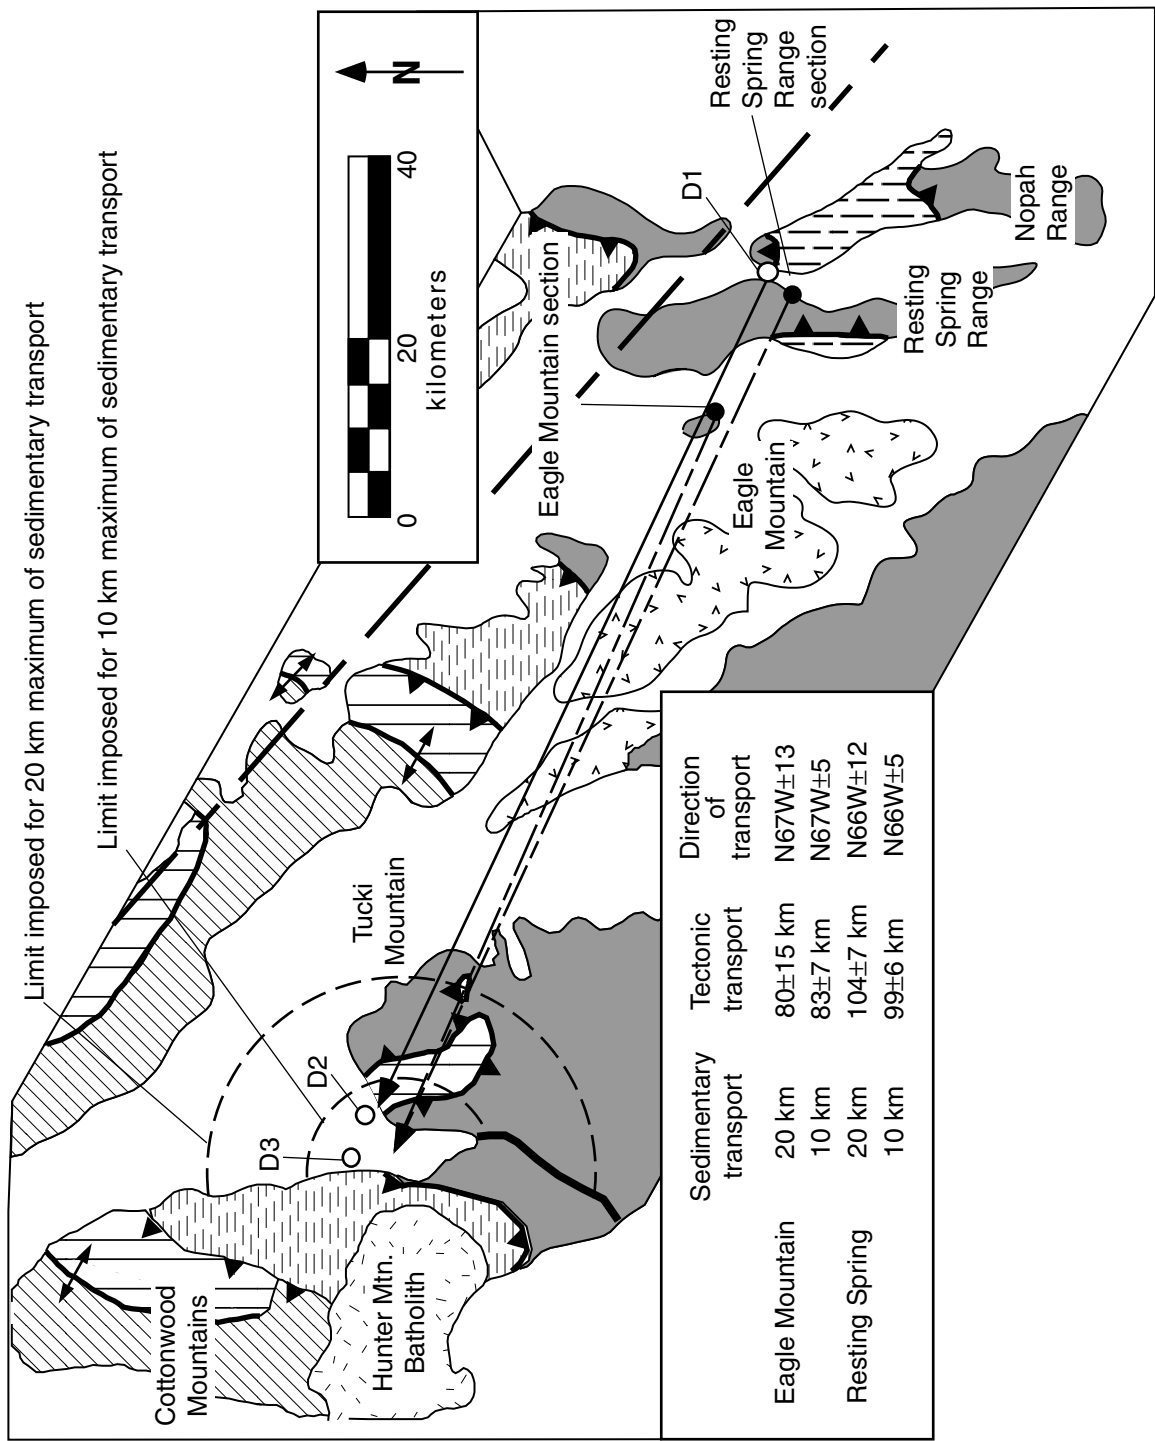 Limit imposed for 20 km maximum of sedimentary transport
Limit imposed for 10 km maximum of sedimentary transport
N
0
20
40
kilometers
Resting
Spring
Range
section
D1
Eagle Mountain section
Nopah
Range
Resting
Spring
Range
Eagle
Mountain
Tucki
Mountain
D2
D3
Cottonwood
Mountains
Hunter Mtn.
Batholith
Sedimentary transport
Tectonic transport
Direction of transport
Eagle Mountain 20 km 80±15 km N67W±13
10 km 83±7 km N67W±5
Resting Spring 20 km 104±7 km N66W±12
10 km 99±6 km N66W±5